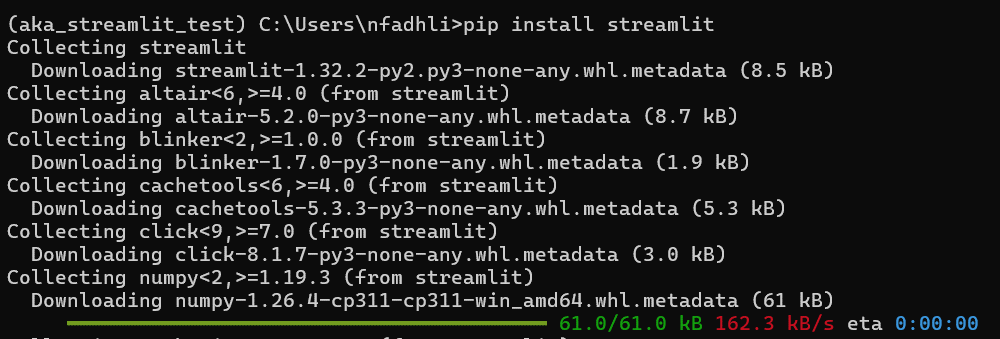 (aka_streamlit_test) C:\Users\nfadhli>pip install streamlit
Collecting streamlit
Downloading streamlit-1.32.2-py2.py3-none-any.whl.metadata (8.5 kB)
Collecting altair<6,>=4.0 (from streamlit)
Downloading altair-5.2.0-py3-none-any.whl.metadata (8.7 kB)
Collecting blinker<2,>=1.0.0 (from streamlit)
Downloading blinker-1.7.0-py3-none-any.whl.metadata (1.9 kB)
Collecting cachetools<6,>=4.0 (from streamlit)
Downloading cachetools-5.3.3-py3-none-any.whl.metadata (5.3 kB)
Collecting click<9,>=7.0 (from streamlit)
Downloading click-8.1.7-py3-none-any.whl.metadata (3.0 kB)
Collecting numpy<2,>=1.19.3 (from streamlit)
Downloading numpy-1.26.4-cp311-cp311-win_amd64.whl.metadata (61 kB)
61.0/61.0 kB 162.3 kB/s eta 0:00:00